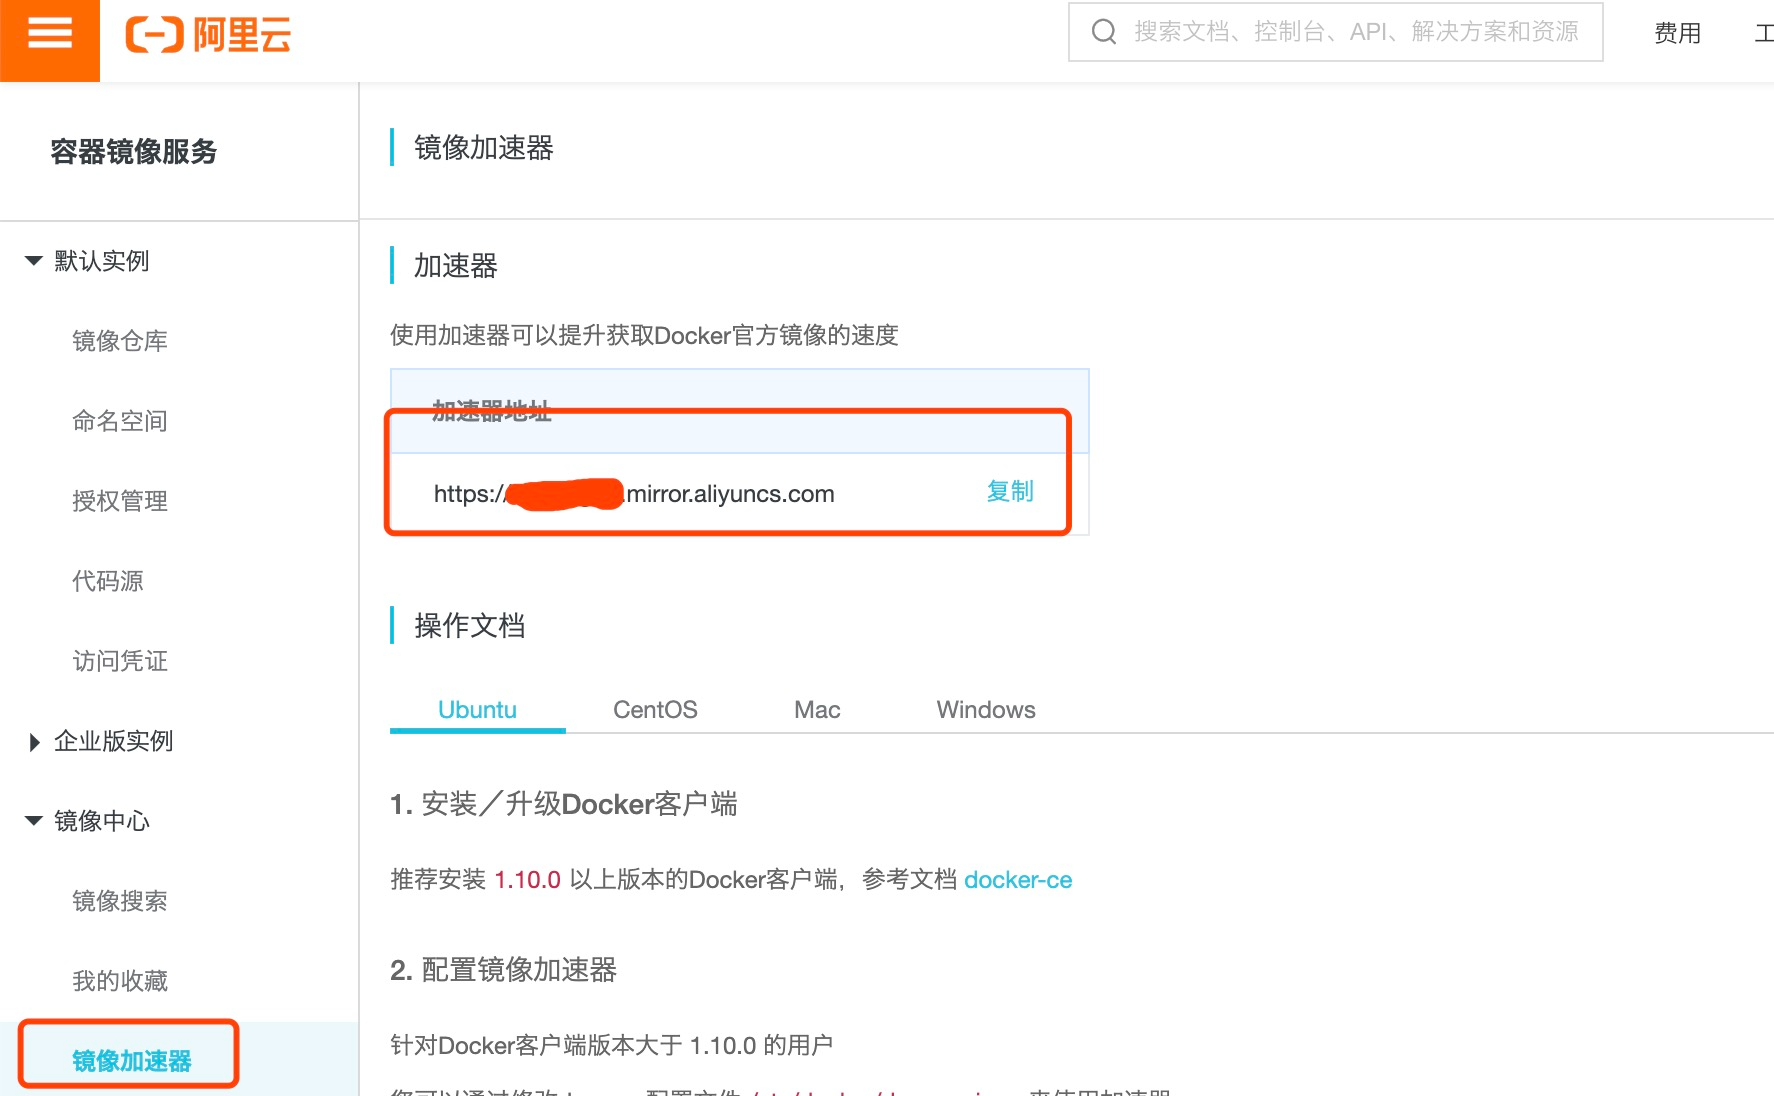 阿里云
搜索文档、控制台、API、解决方案和资源
费用
工
容器镜像服务
默认实例
镜像仓库
命名空间
授权管理
代码源
访问凭证
企业版实例
镜像中心
镜像搜索
我的收藏
镜像加速器
镜像加速器
加速器
使用加速器可以提升获取Docker官方镜像的速度
加速器地址
https:/ .mirror.aliyuncs.com
复制
操作文档
Ubuntu
CentOS
Mac
Windows
1. 安装／升级Docker客户端
推荐安装 1.10.0 以上版本的Docker客户端，参考文档 docker-ce
2. 配置镜像加速器
针对Docker客户端版本大于 1.10.0 的用户
来使用加速器